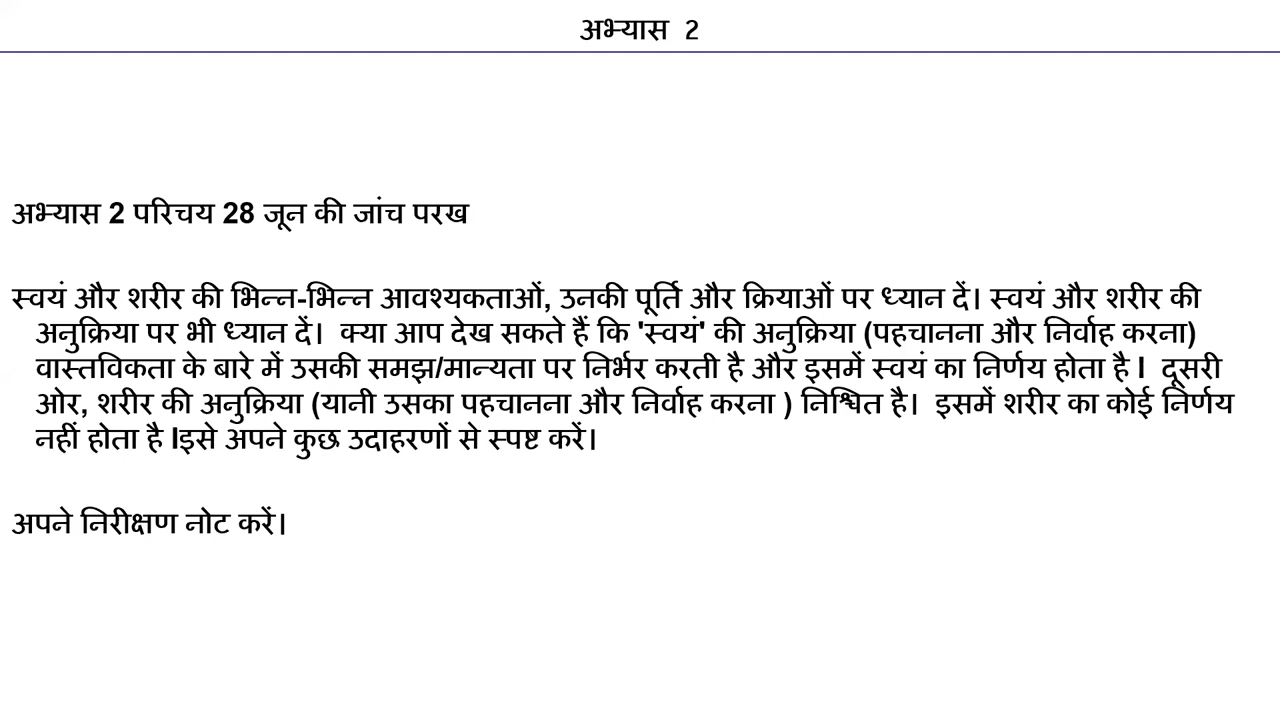 अभ्यास 2
अभ्यास 2 परिचय 28 जून की जांच परख
स्वयं और शरीर की भिन्न-भिन्न आवश्यकताओं, उनकी पूर्ति और क्रियाओं पर ध्यान दें। स्वयं और शरीर की
अनुक्रिया पर भी ध्यान दें। क्या आप देख सकते हैं कि 'स्वयं' की अनुक्रिया (पहचानना और निर्वाह करना)
वास्तविकता के बारे में उसकी समझ/मान्यता पर निर्भर करती है और इसमें स्वयं का निर्णय होता है I दूसरी
ओर, शरीर की अनुक्रिया (यानी उसका पहचानना और निर्वाह करना ) निश्चित है। इसमें शरीर का कोई निर्णय
नहीं होता है Iइसे अपने कुछ उदाहरणों से स्पष्ट करें।
अपने निरीक्षण नोट करें।